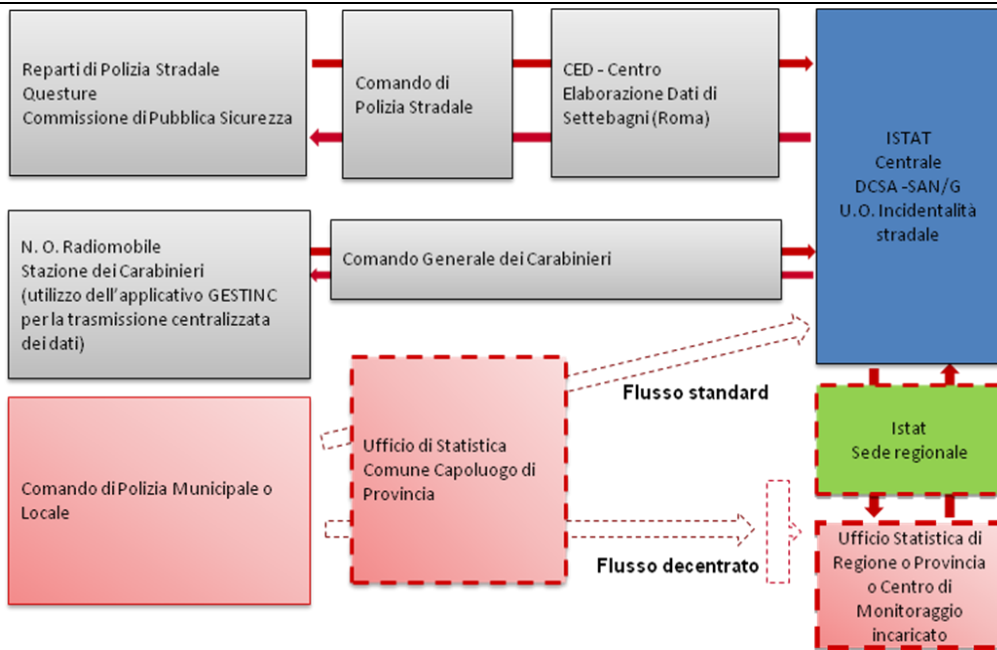 Reparti di Polizia Stradale
Questure
Commissione di Pubblica Sicurezza
Comando di
Polizia Stradale
CED - Centro
Elaborazione Dati di
Settebagni (Roma)
ISTAT
Centrale
DCSA -SAN/G
U.O. Incidentalità
stradale
N. O. Radiomobile
Stazione dei Carabinieri
(utilizzo dell'applicativo GESTINC
per la trasmissione centralizzata
dei dati)
Comando Generale dei Carabinieri
Flusso standard
Istat
Sede regionale
Comando di Polizia Municipale o
Locale
Ufficio di Statistica
Comune Capoluogo di
Provincia
Flusso decentrato
Ufficio Statistica di
Regione o Provincia
o Centro di
Monitoraggio
incaricato